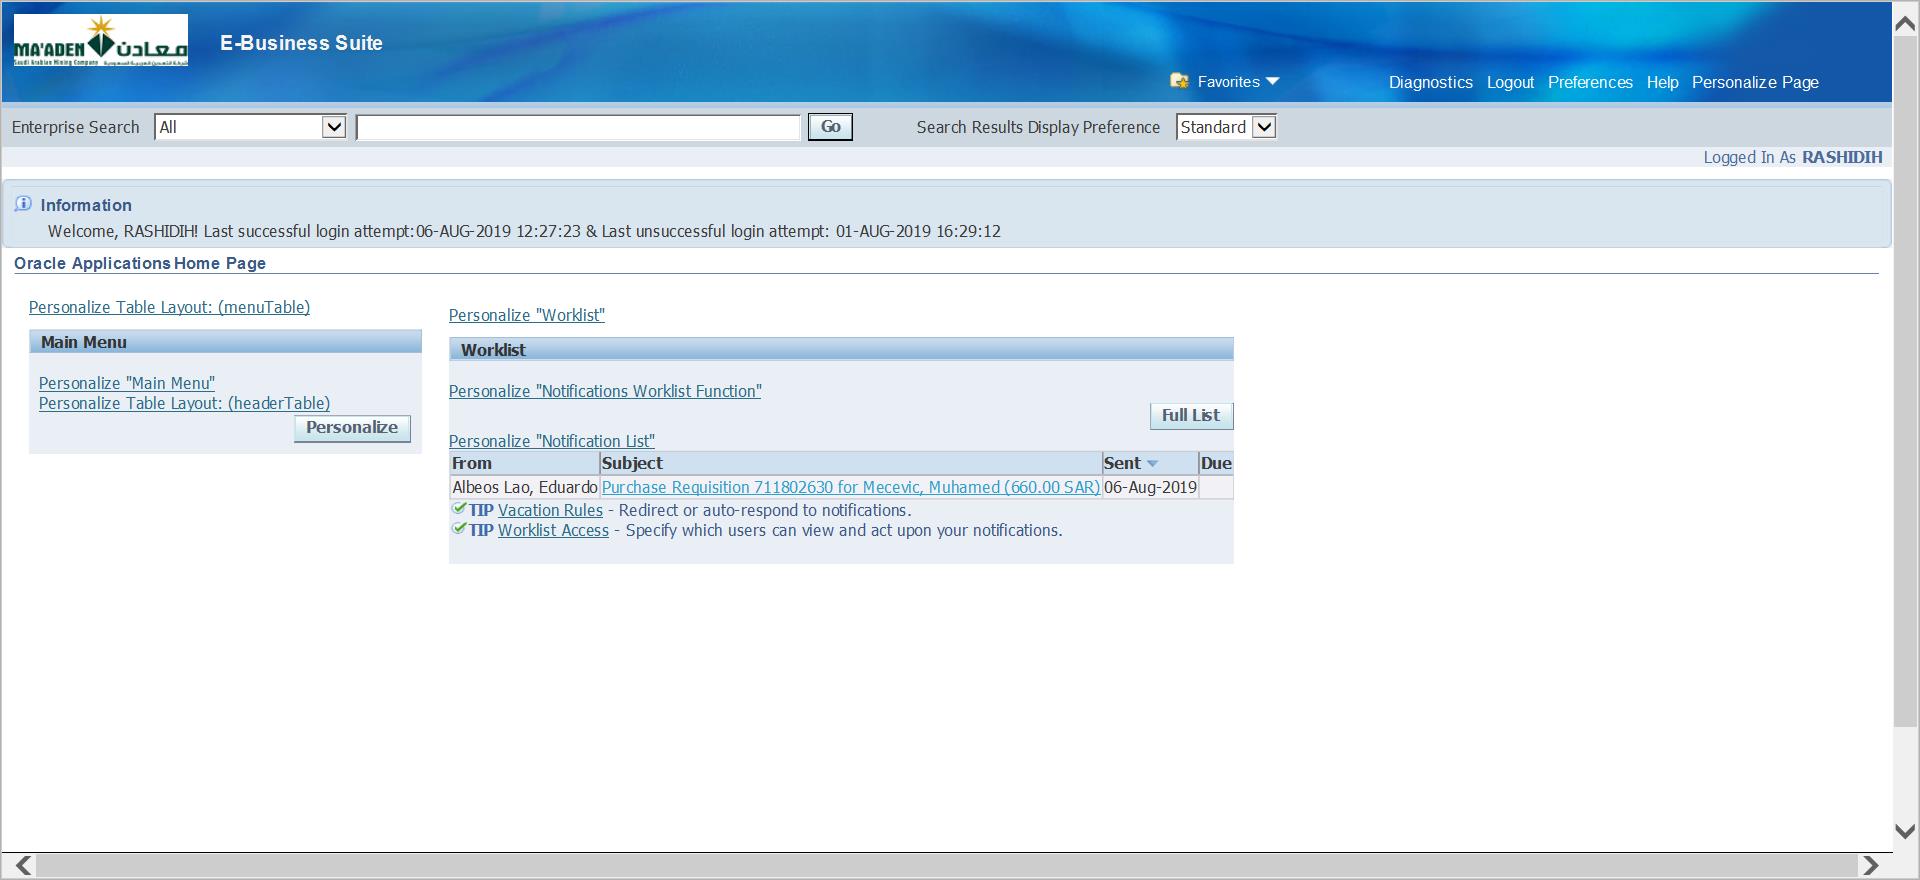 MA'ADEN معادن
Saudi Arabian Mining Company شركة التعدين العربية السعودية
E-Business Suite
Favorites
Diagnostics Logout Preferences Help Personalize Page
Enterprise Search All Go Search Results Display Preference Standard
Logged In As RASHIDIH
Information
Welcome, RASHIDIH! Last successful login attempt:06-AUG-2019 12:27:23 & Last unsuccessful login attempt: 01-AUG-2019 16:29:12
Oracle Applications Home Page
Personalize Table Layout: (menuTable)
Main Menu
Personalize "Main Menu"
Personalize Table Layout: (headerTable)
Personalize
Personalize "Worklist"
Worklist
Personalize "Notifications Worklist Function"
Full List
Personalize "Notification List"
From Subject Sent Due
Albeos Lao, Eduardo Purchase Requisition 711802630 for Mecevic, Muhamed (660.00 SAR) 06-Aug-2019
TIP Vacation Rules - Redirect or auto-respond to notifications.
TIP Worklist Access - Specify which users can view and act upon your notifications.